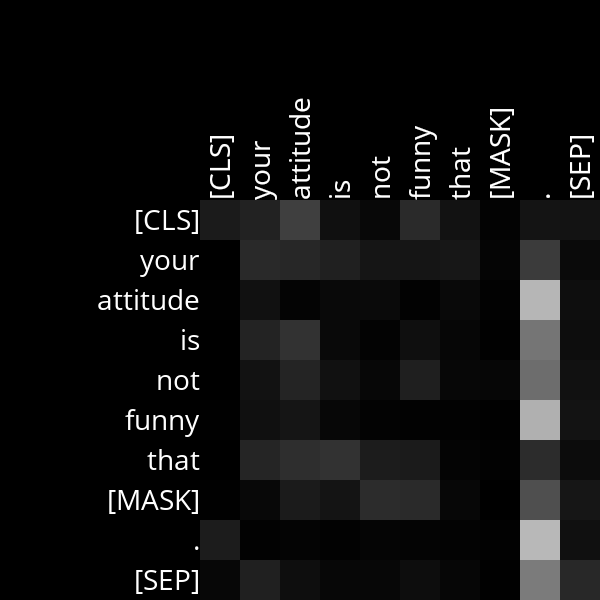 [CLS] your attitude is not funny that [MASK] . [SEP]
[CLS]
your
attitude
is
not
funny
that
[MASK]
.
[SEP]